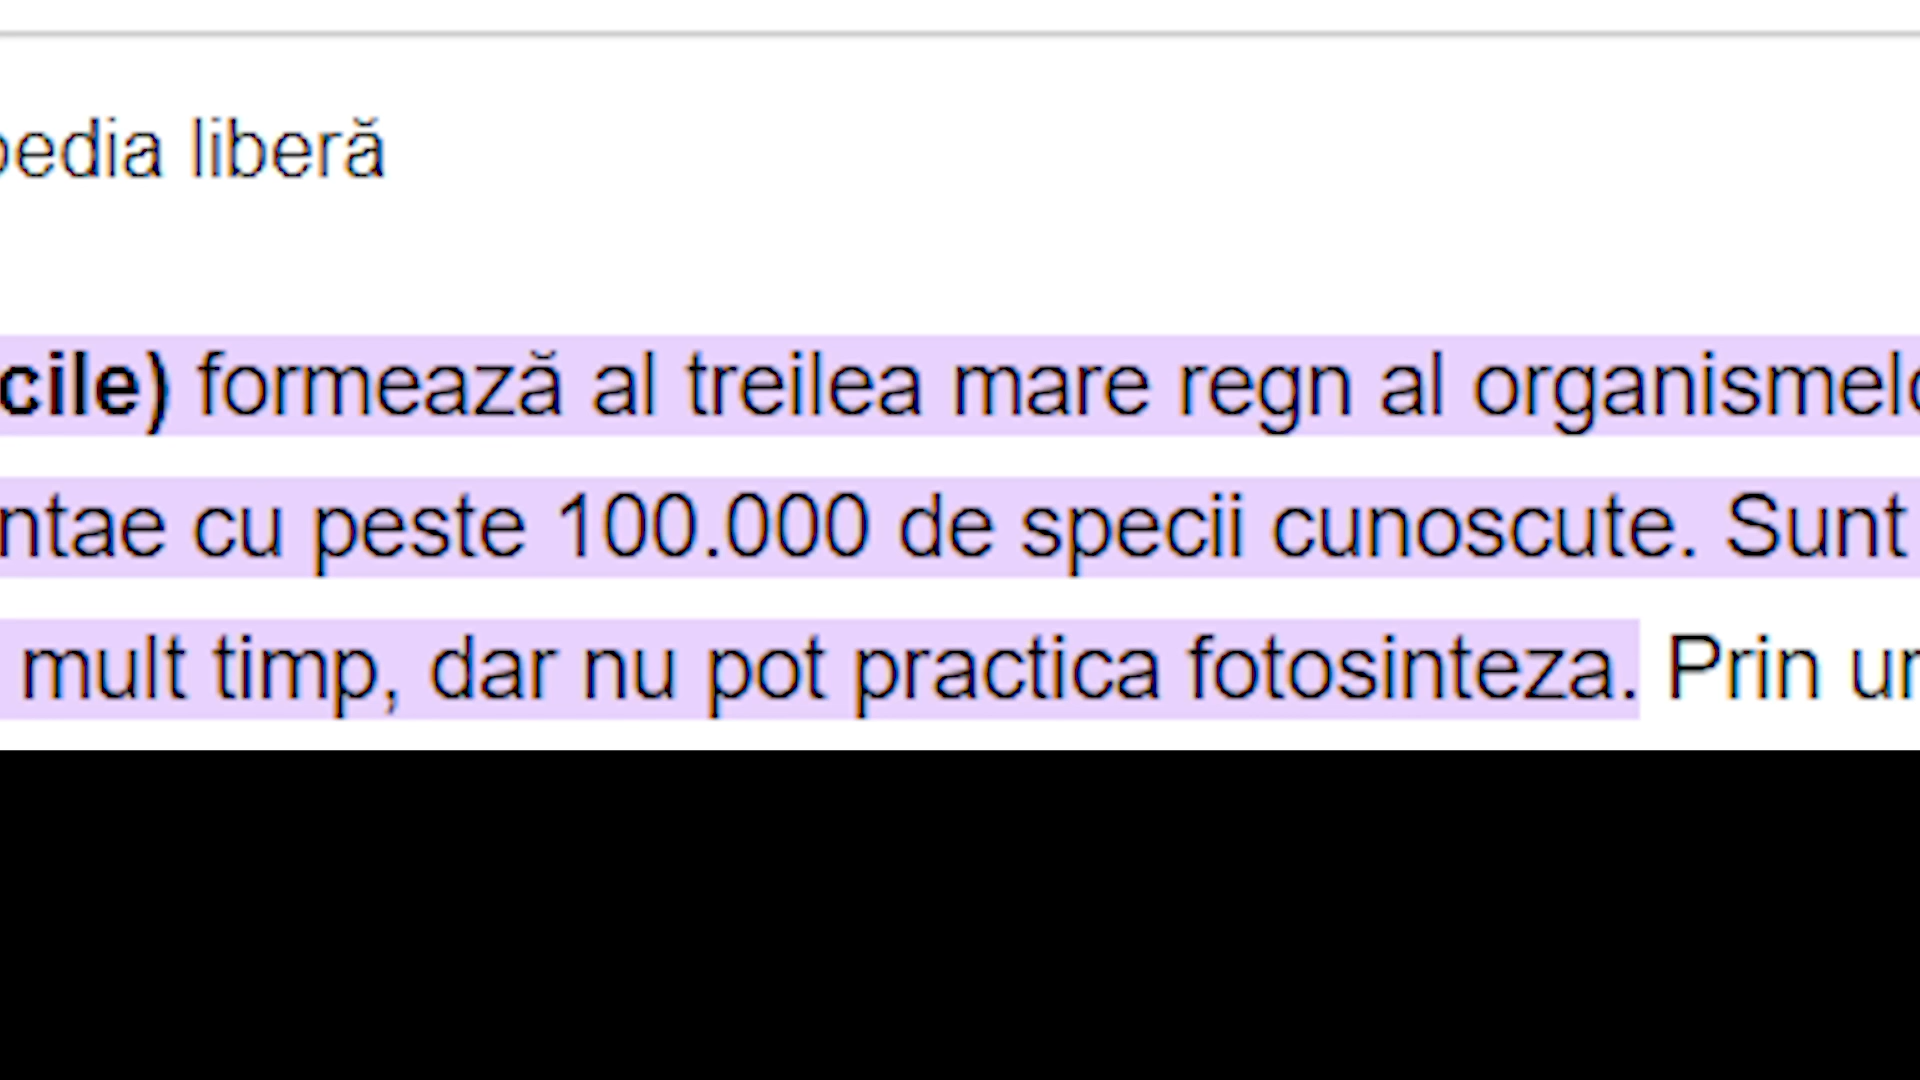 pedia liberă
cile) formează al treilea mare regn al organismelo
ntae cu peste 100.000 de specii cunoscute. Sunt
mult timp, dar nu pot practica fotosinteza. Prin ur